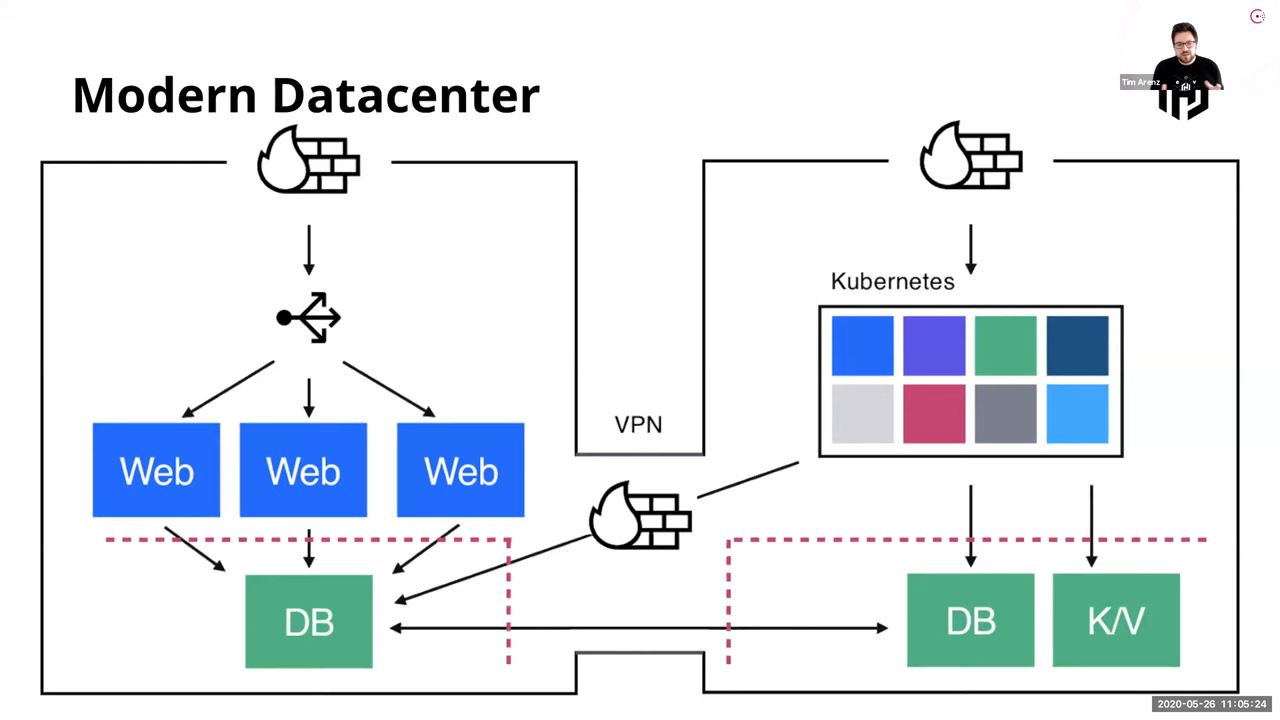 Modern Datacenter
Tim Arenz
Kubernetes
VPN
Web
Web
Web
DB
DB
K/V
2020-05-26 11:05:24